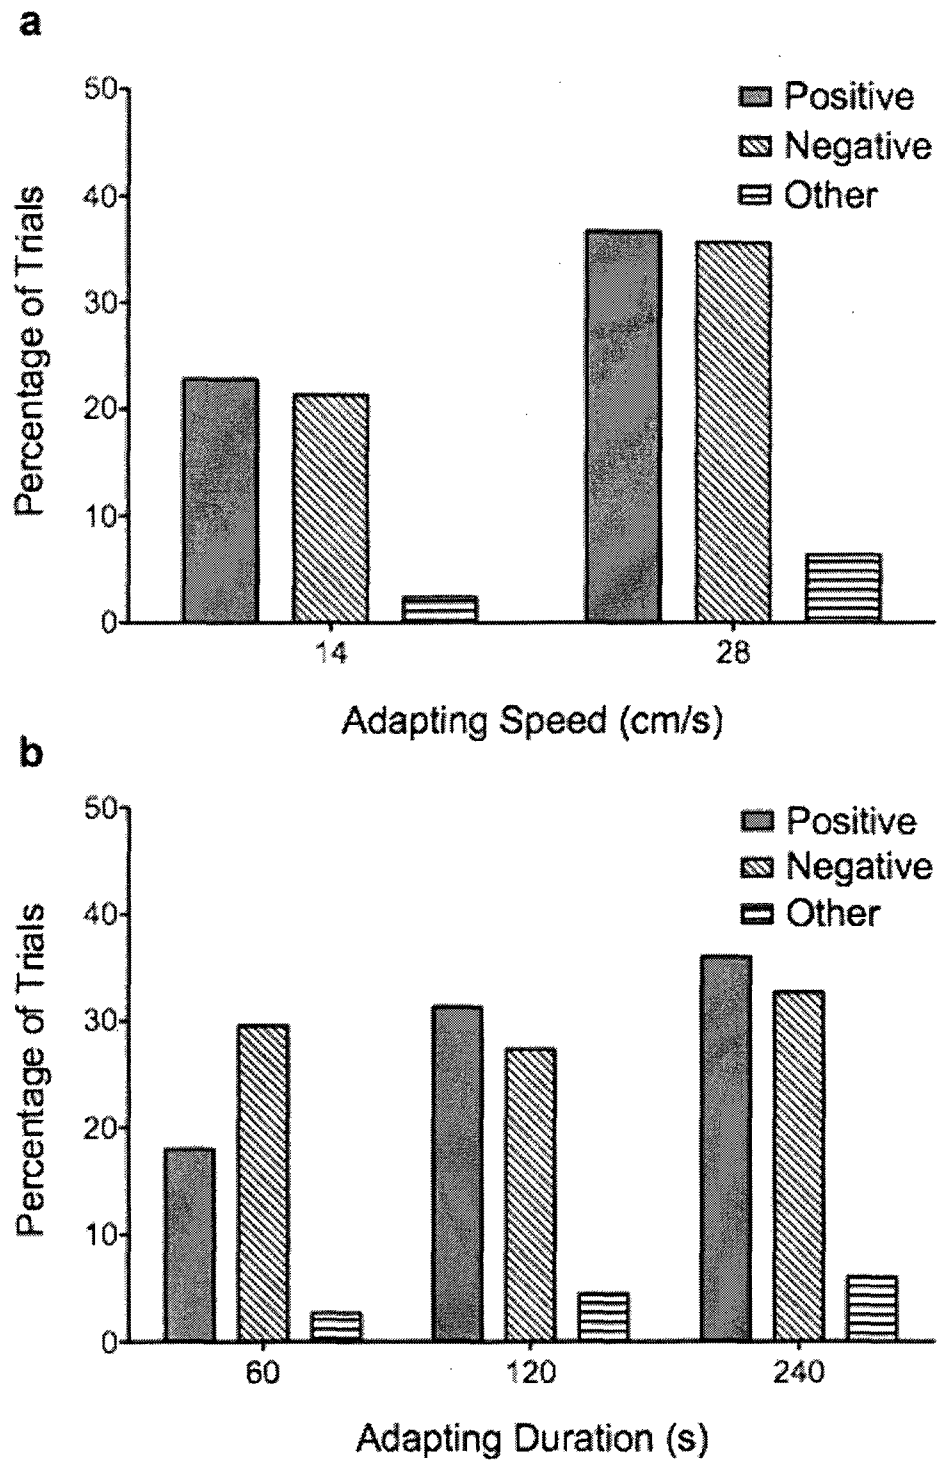 a
50
40
30
20
10
0
Percentage of Trials
Positive
Negative
Other
14
28
Adapting Speed (cm/s)
b
50
40
30
20
10
0
Percentage of Trials
Positive
Negative
Other
60
120
240
Adapting Duration (s)